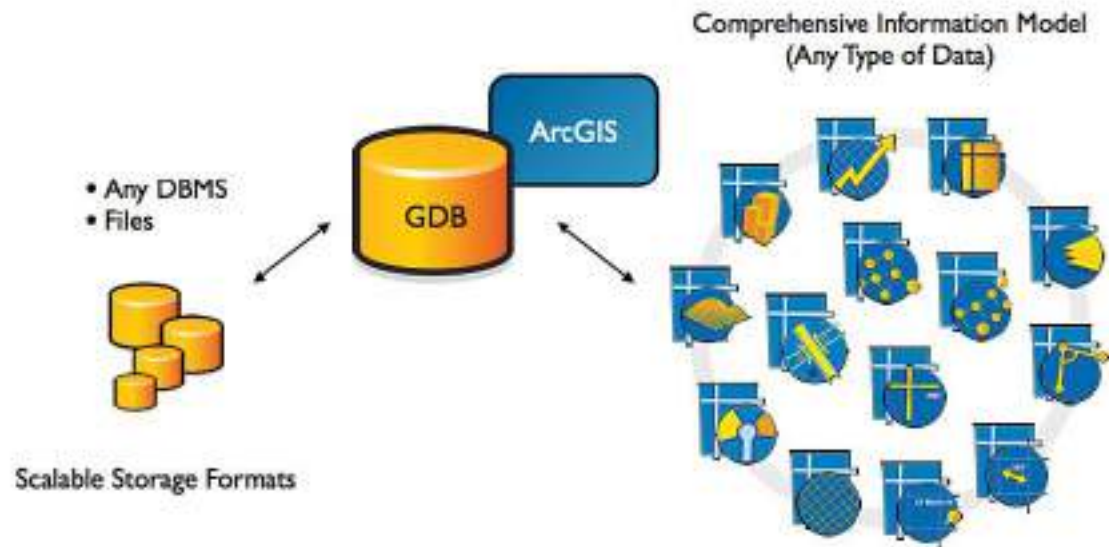 Comprehensive Information Model
(Any Type of Data)
ArcGIS
GDB
• Any DBMS
• Files
Scalable Storage Formats